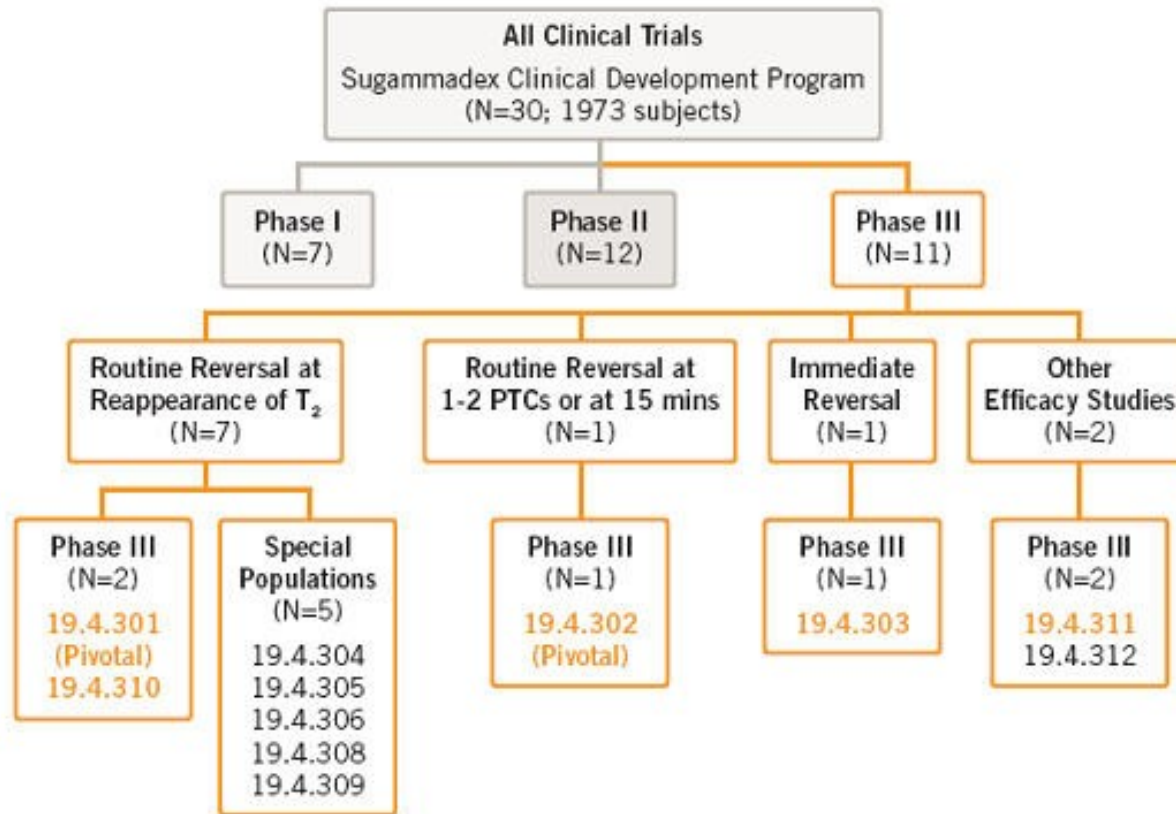 All Clinical Trials
Sugammadex Clinical Development Program
(N=30; 1973 subjects)
Phase I
(N=7)
Phase II
(N=12)
Phase III
(N=11)
Routine Reversal at
Reappearance of T₂
(N=7)
Routine Reversal at
1-2 PTCs or at 15 mins
(N=1)
Immediate
Reversal
(N=1)
Other
Efficacy Studies
(N=2)
Phase III
(N=2)
19.4.301
(Pivotal)
19.4.310
Special
Populations
(N=5)
19.4.304
19.4.305
19.4.306
19.4.308
19.4.309
Phase III
(N=1)
19.4.302
(Pivotal)
Phase III
(N=1)
19.4.303
Phase III
(N=2)
19.4.311
19.4.312